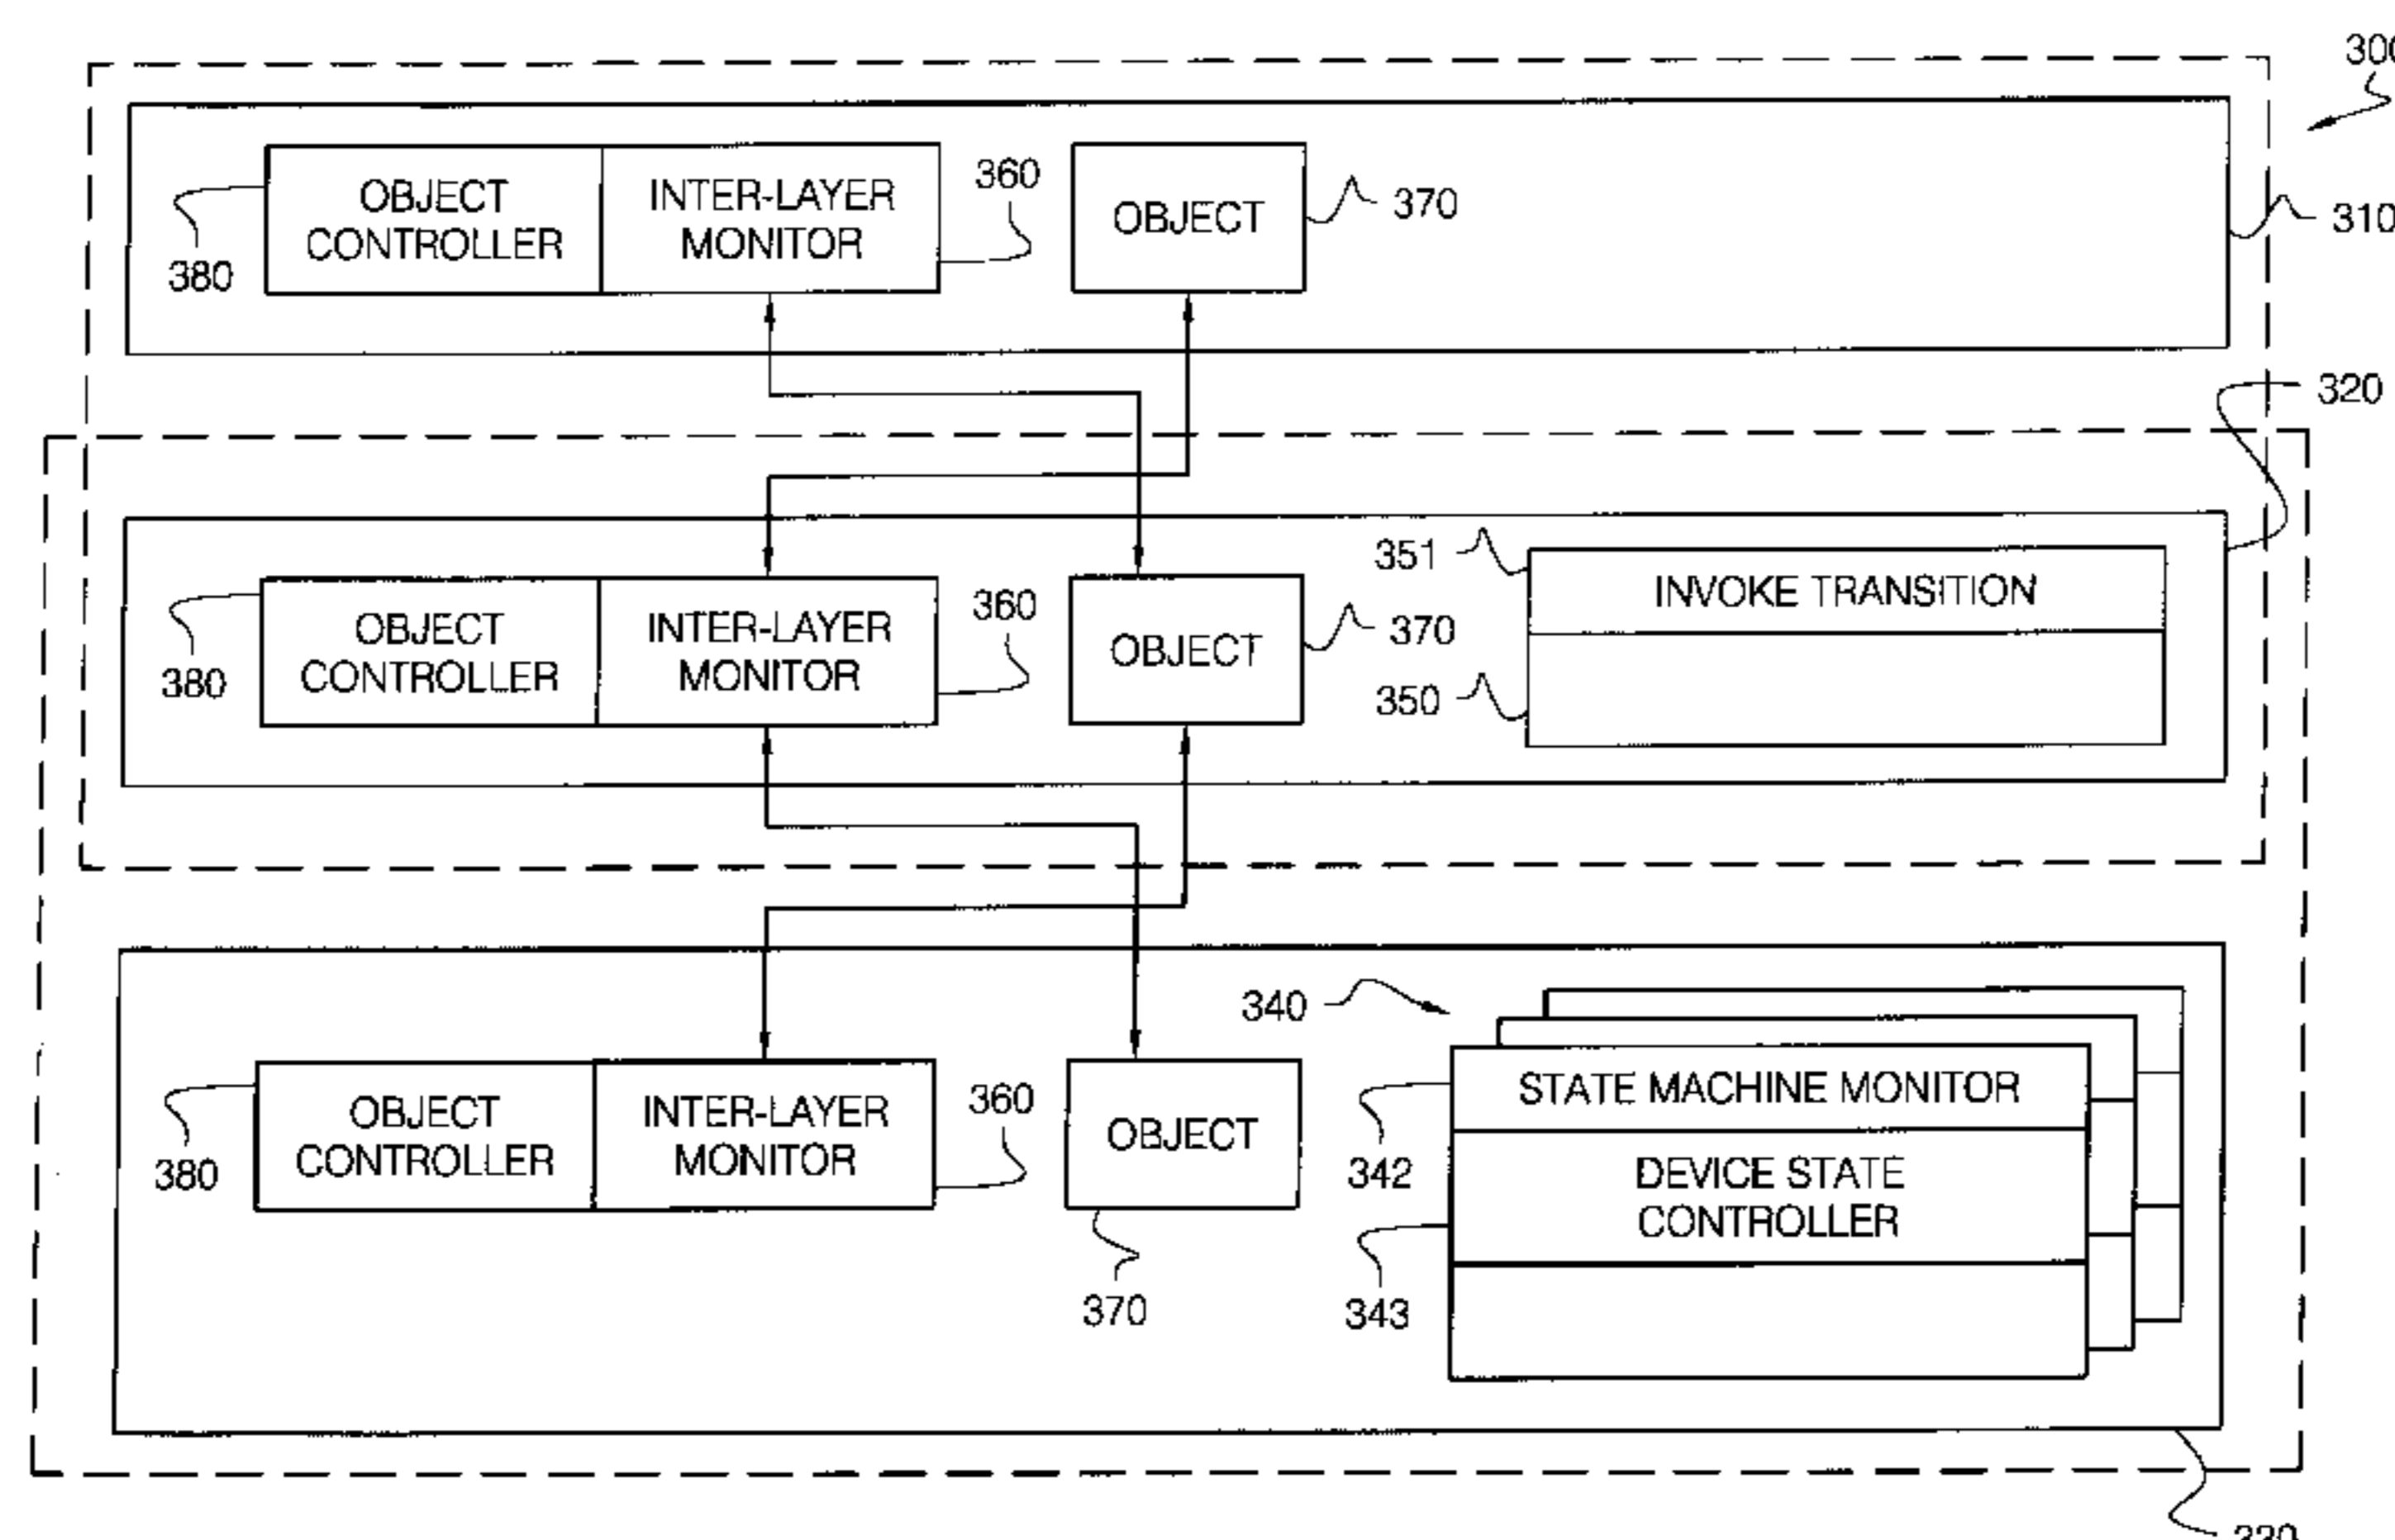 300
OBJECT
CONTROLLER
INTER-LAYER
MONITOR
360
OBJECT
370
310
380
320
351
INVOKE TRANSITION
OBJECT
CONTROLLER
INTER-LAYER
MONITOR
360
OBJECT
370
380
350
340
STATE MACHINE MONITOR
OBJECT
CONTROLLER
INTER-LAYER
MONITOR
360
OBJECT
380
342
DEVICE STATE
CONTROLLER
370
343